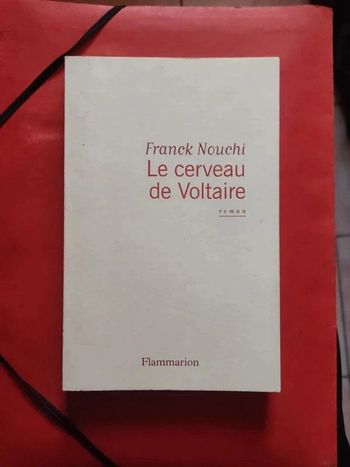 Franck Nouchi
Le cerveau
de Voltaire
roman
Flammarion